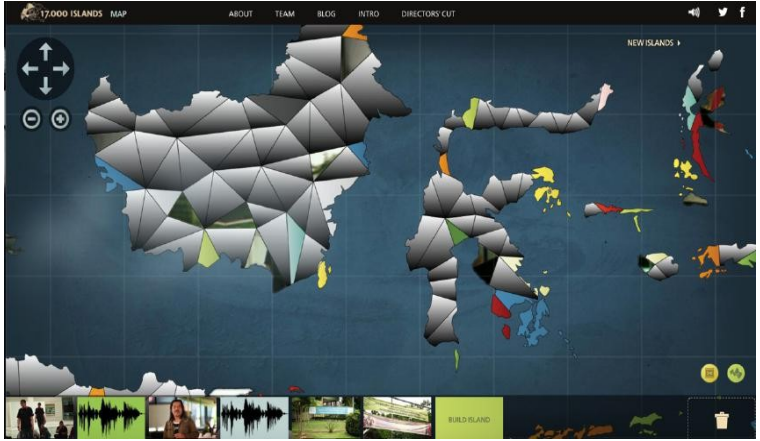 17.000 ISLANDS MAP ABOUT TEAM BLOG INTRO DIRECTORS' CUT
NEW ISLANDS
BUILD ISLAND